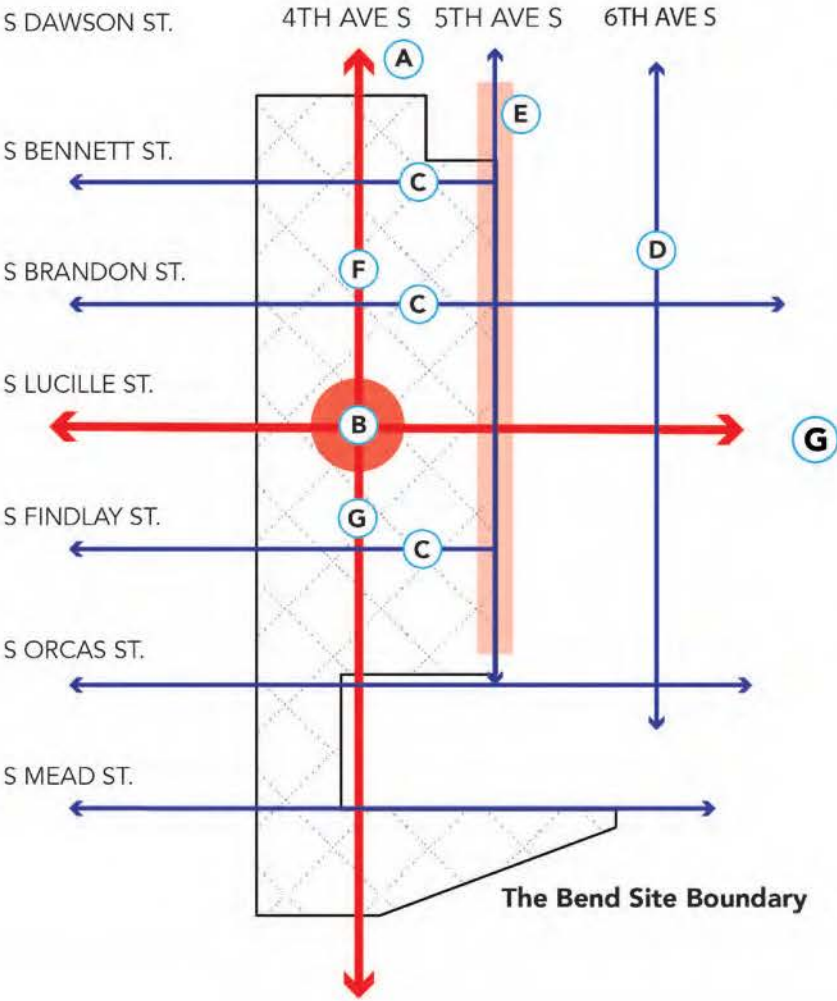 S DAWSON ST.
4TH AVE S
5TH AVE S
6TH AVE S
A
E
S BENNETT ST.
C
D
S BRANDON ST.
F
C
S LUCILLE ST.
B
G
S FINDLAY ST.
G
C
S ORCAS ST.
S MEAD ST.
The Bend Site Boundary